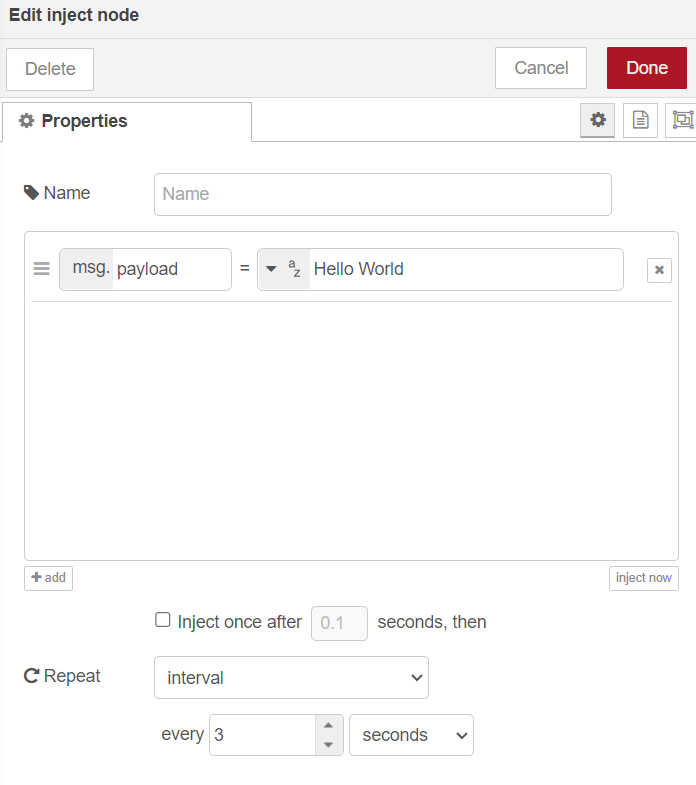 Edit inject node
Delete Cancel Done
Properties
Name Name
msg. payload = az Hello World
+ add inject now
Inject once after 0.1 seconds, then
Repeat interval
every 3 seconds